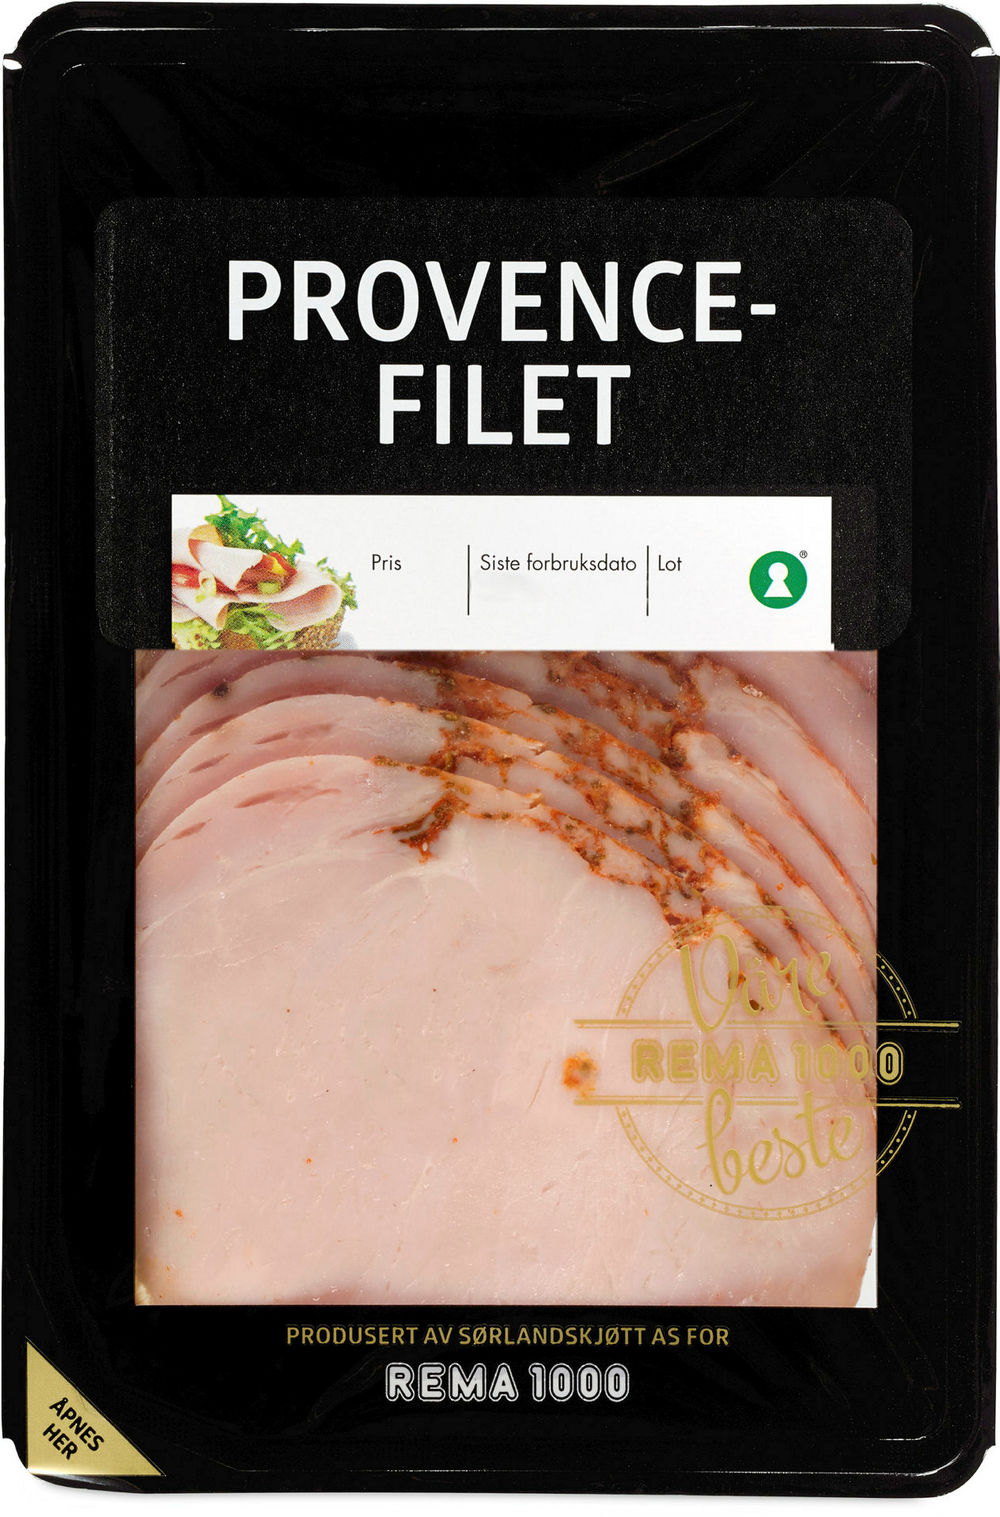 PROVENCE-
FILET
Pris
Siste forbruksdato
Lot
®
Våre
REMA 1000
beste
PRODUSERT AV SØRLANDSKJØTT AS FOR
REMA 1000
ÅPNES
HER